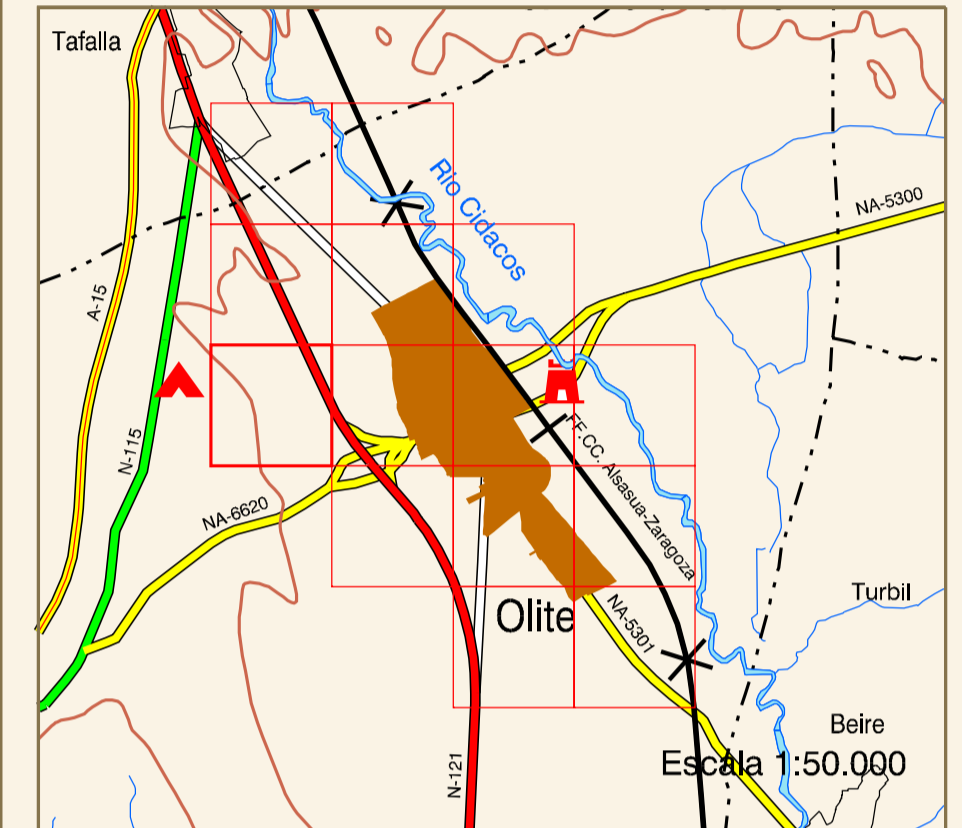 Tafalla
Rio Cidacos
NA-5300
A-15
N-115
FF.CC. Alsasua-Zaragoza
NA-6620
Turbil
Olite
NA-5301
Beire
Escala 1:50.000
N-121